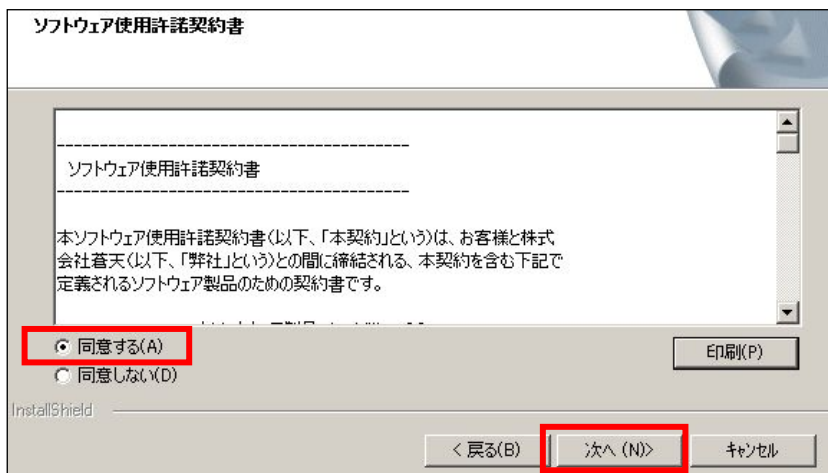 ソフトウェア使用許諾契約書
----------------------------------------
ソフトウェア使用許諾契約書
----------------------------------------
本ソフトウェア使用許諾契約書(以下、「本契約」という)は、お客様と株式
会社蒼天(以下、「弊社」という)との間に締結される、本契約を含む下記で
定義されるソフトウェア製品のための契約書です。
同意する(A)
同意しない(D)
印刷(P)
InstallShield
< 戻る(B)
次へ (N)>
キャンセル